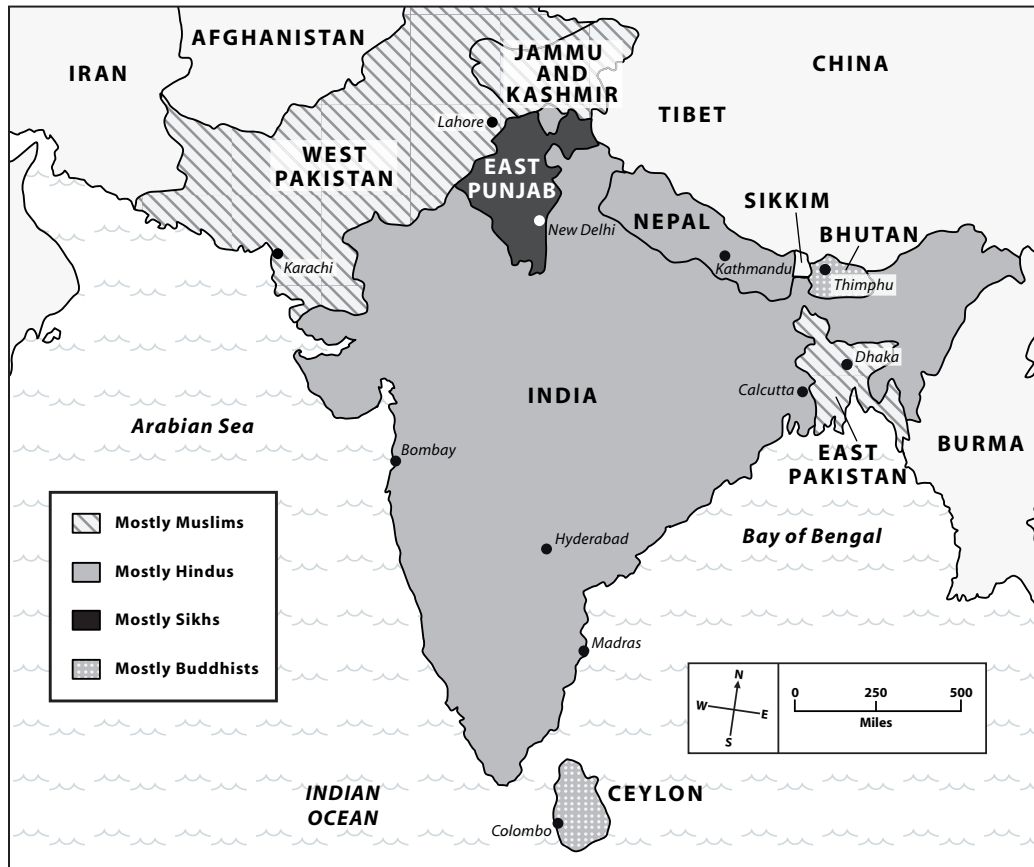 AFGHANISTAN
IRAN
JAMMU
AND
KASHMIR
CHINA
TIBET
Lahore
WEST
PAKISTAN
EAST
PUNJAB
New Delhi
NEPAL
SIKKIM
BHUTAN
Karachi
Kathmandu
Thimphu
Dhaka
INDIA
Calcutta
Arabian Sea
Bombay
EAST
PAKISTAN
BURMA
Mostly Muslims
Mostly Hindus
Mostly Sikhs
Mostly Buddhists
Hyderabad
Bay of Bengal
Madras
N
W
E
S
0 250 500
Miles
INDIAN
OCEAN
CEYLON
Colombo